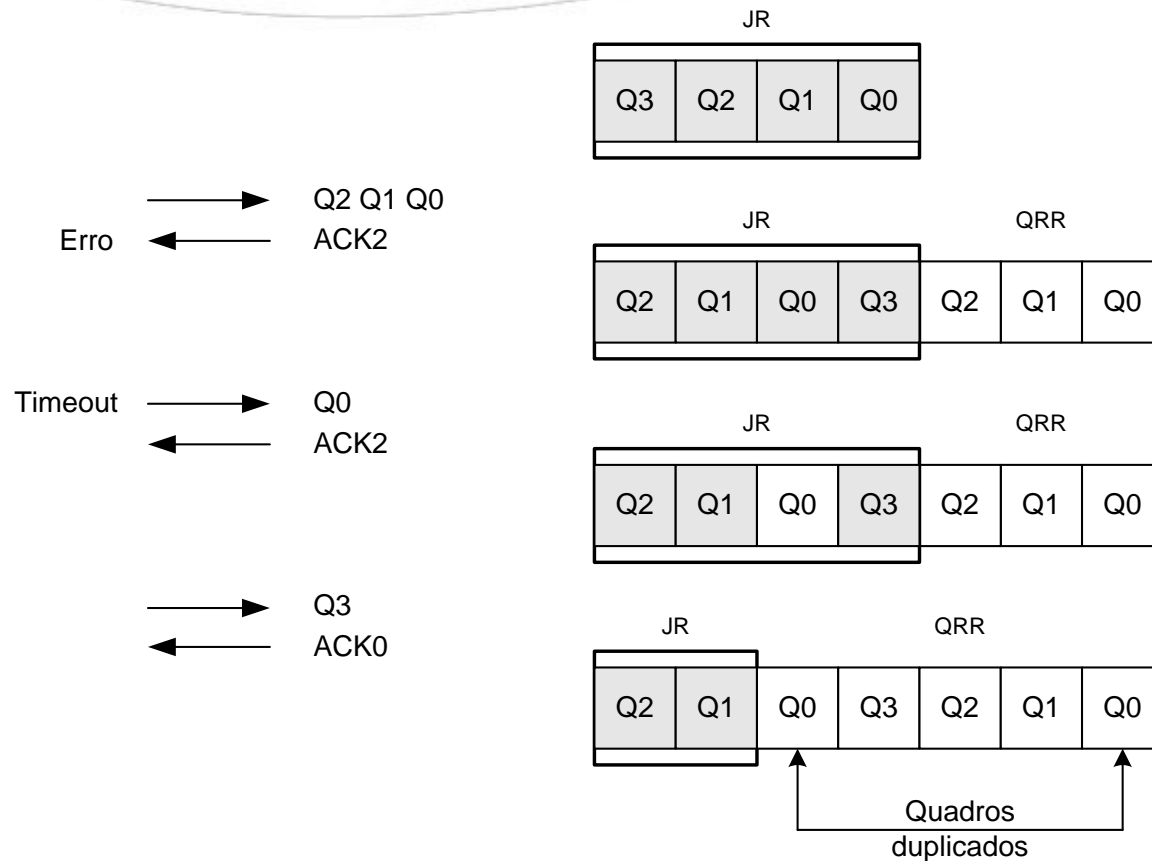 JR
Q3 Q2 Q1 Q0
Q2 Q1 Q0
Erro ACK2
JR QRR
Q2 Q1 Q0 Q3 Q2 Q1 Q0
Timeout Q0
ACK2
JR QRR
Q2 Q1 Q0 Q3 Q2 Q1 Q0
Q3
ACK0
JR QRR
Q2 Q1 Q0 Q3 Q2 Q1 Q0
Quadros
duplicados